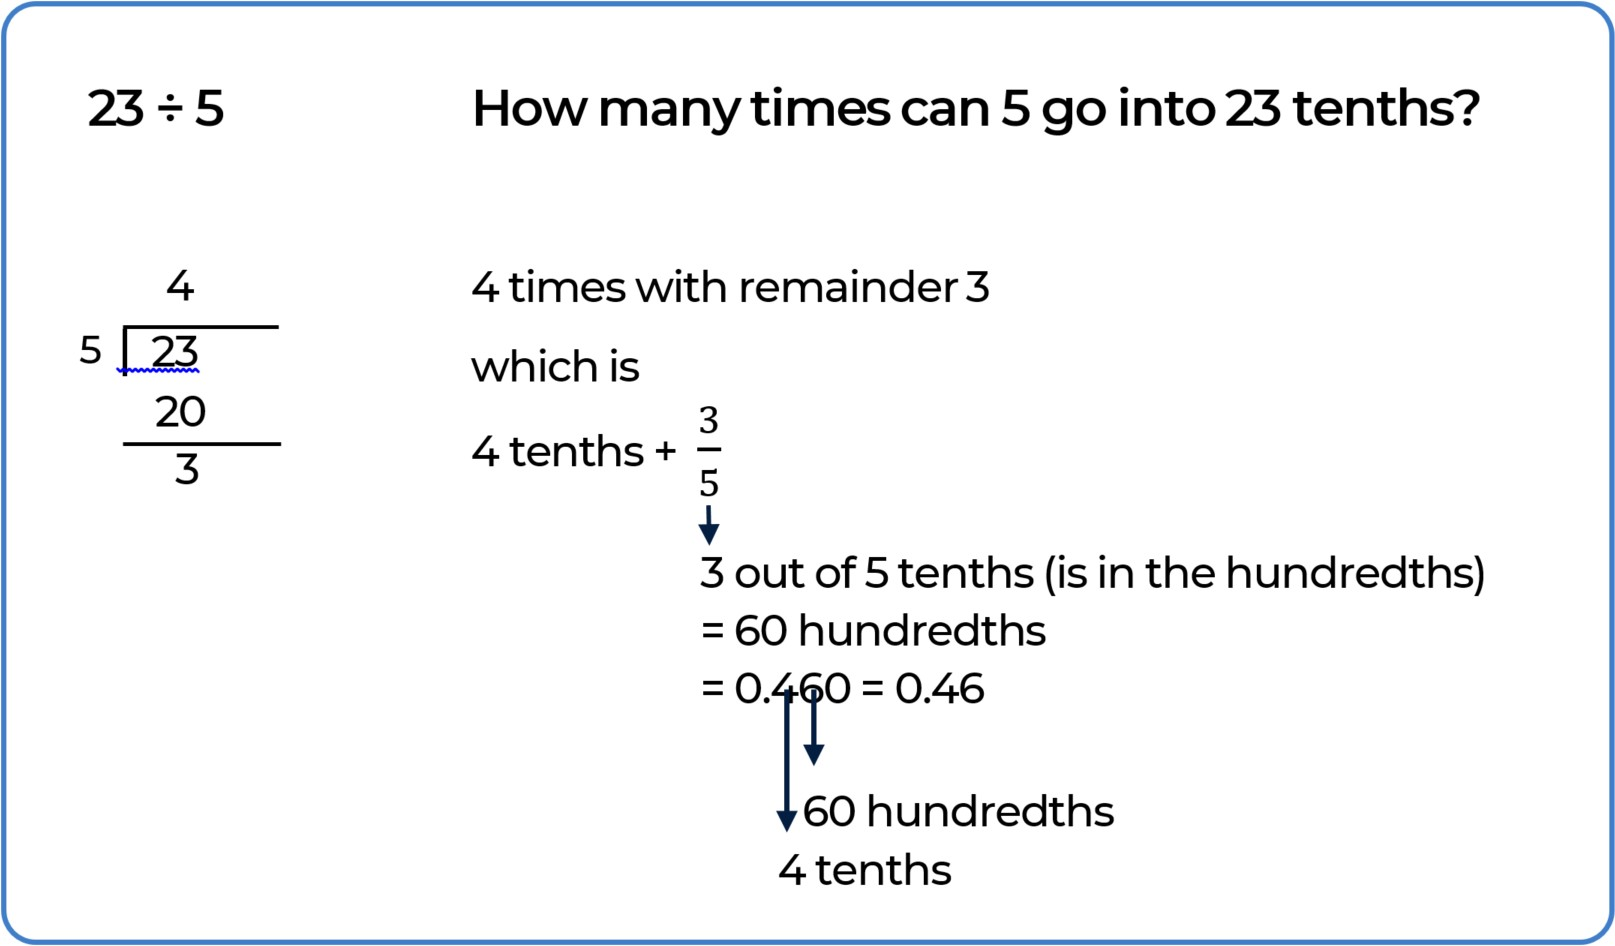 23 ÷ 5
How many times can 5 go into 23 tenths?
4
5 23
20
3
4 times with remainder 3
which is
4 tenths + 3/5
3 out of 5 tenths (is in the hundredths)
= 60 hundredths
= 0.460 = 0.46
60 hundredths
4 tenths